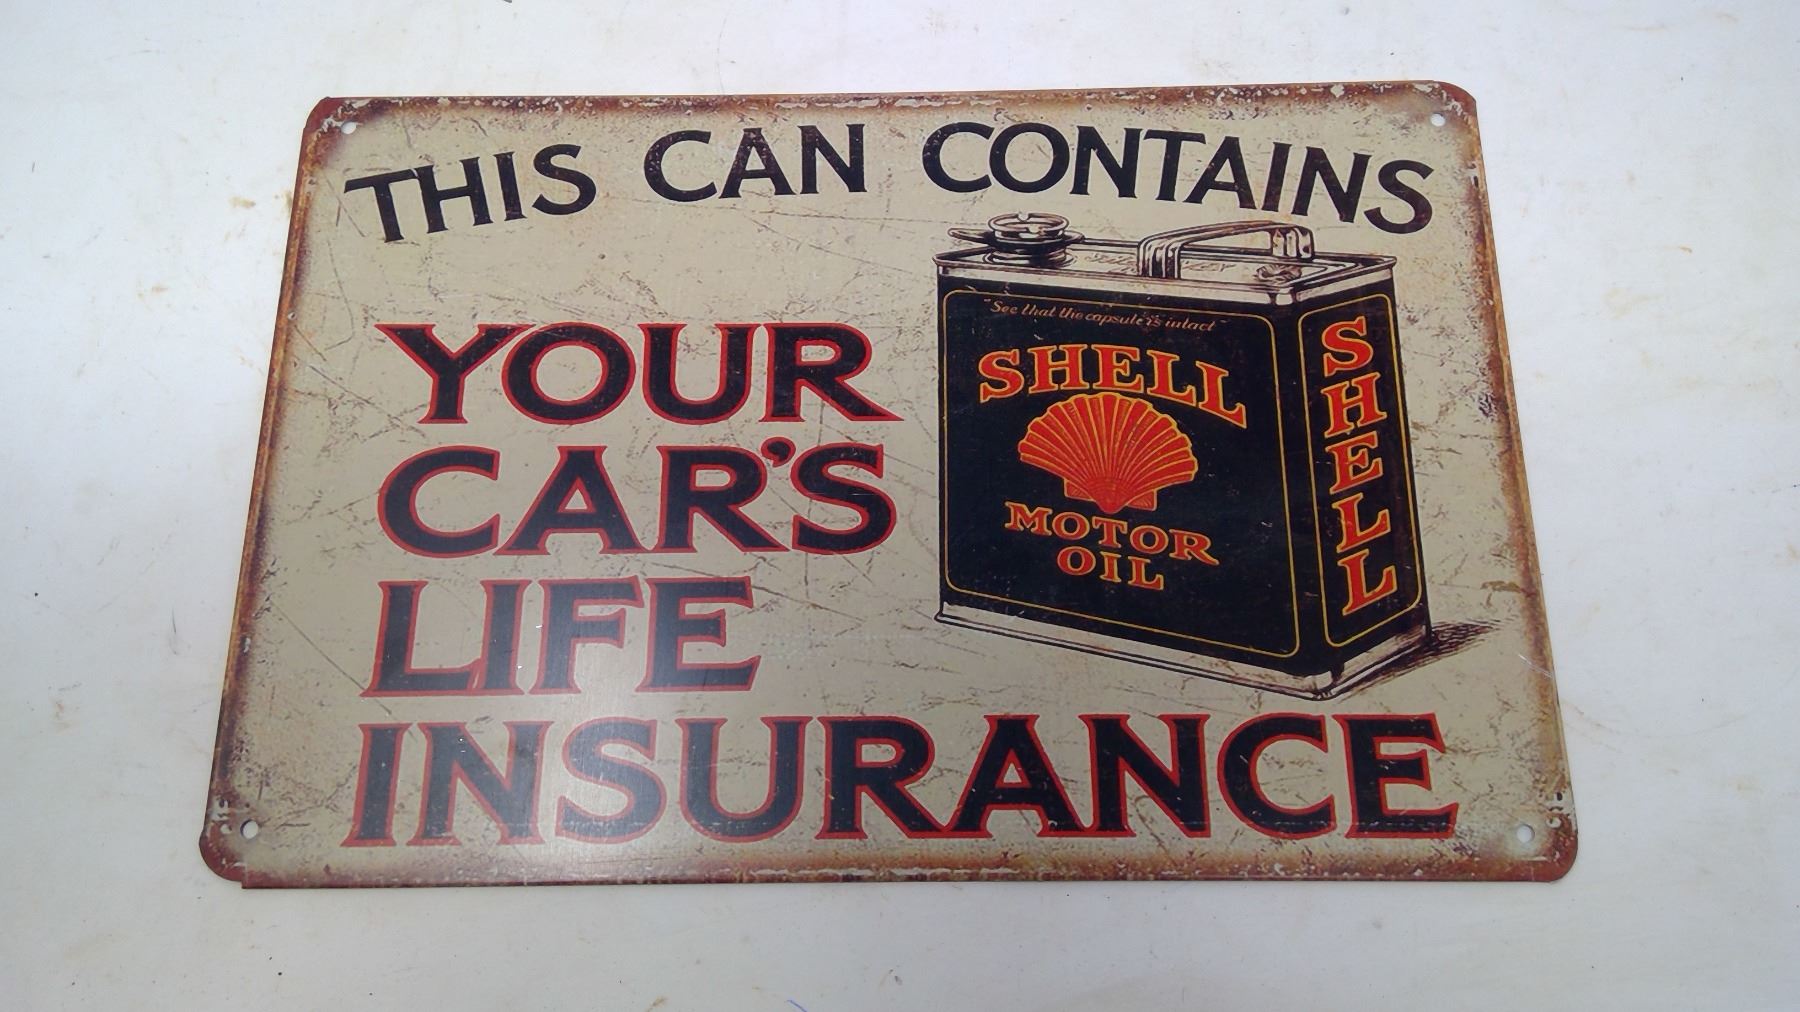 THIS CAN CONTAINS
YOUR
CAR'S
LIFE
INSURANCE
"See that the capsule is intact"
SHELL
MOTOR
OIL
SHELL